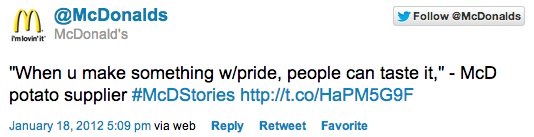 @McDonalds
McDonald's
i'm lovin' it
Follow @McDonalds
"When u make something w/pride, people can taste it," - McD
potato supplier #McDStories http://t.co/HaPM5G9F
January 18, 2012 5:09 pm via web Reply Retweet Favorite